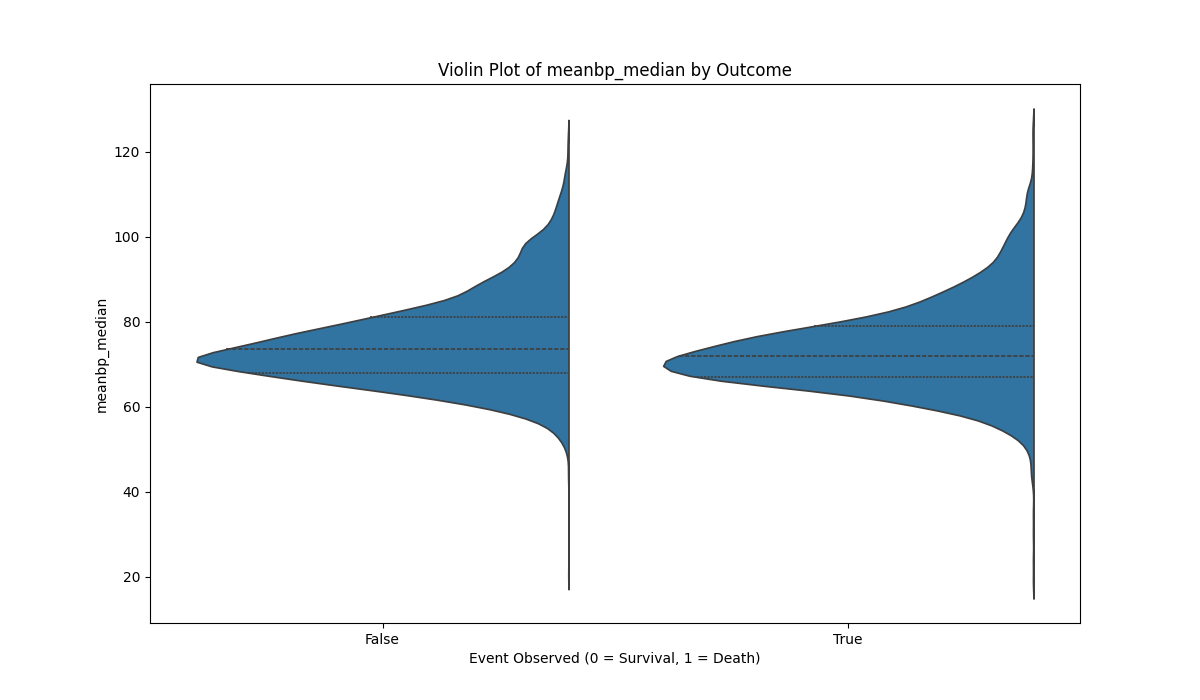 Violin Plot of meanbp_median by Outcome
meanbp_median
120
100
80
60
40
20
False
True
Event Observed (0 = Survival, 1 = Death)